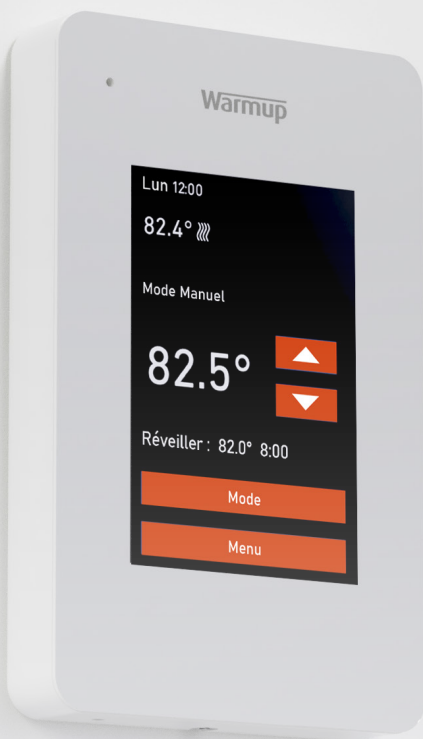 Warmup
Lun 12:00
82.4°
Mode Manuel
82.5°
Réveiller : 82.0° 8:00
Mode
Menu